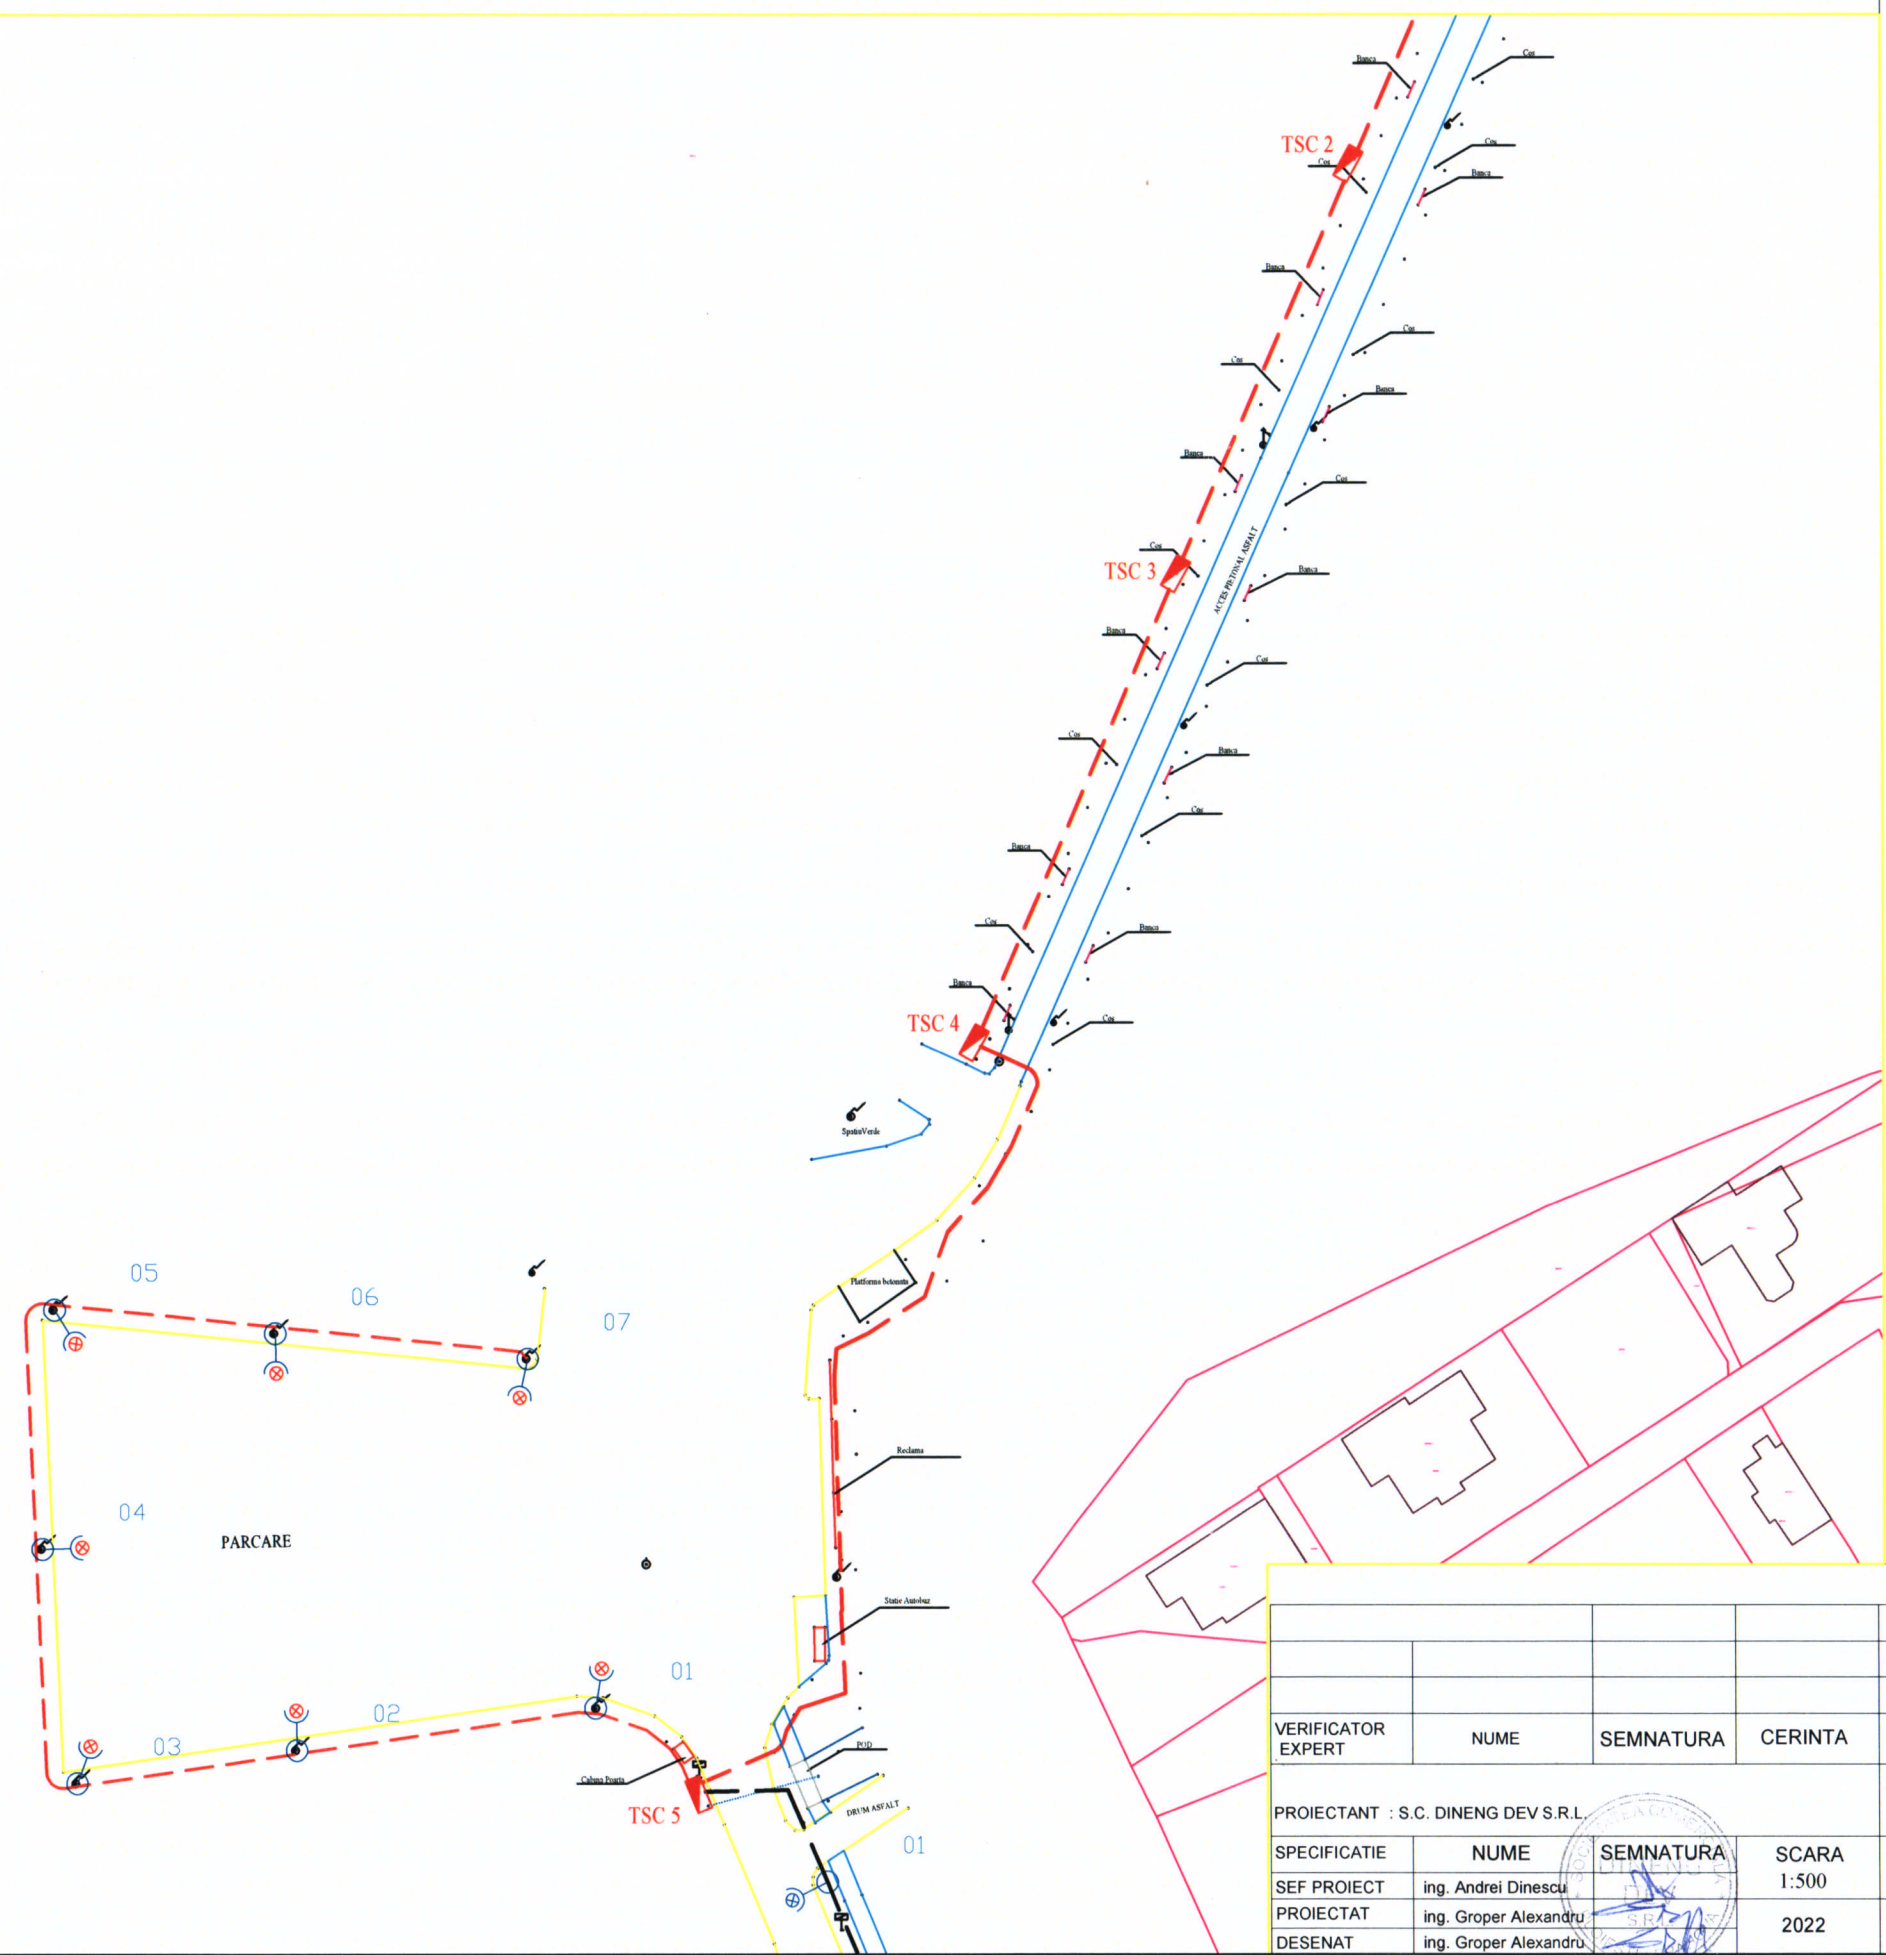 Banca
Cos
TSC 2
Cos
Cos
Banca
Banca
Cos
Cos
Banca
Banca
Cos
ACCES PIETONAL ASFALT
Cos
TSC 3
Banca
Banca
Cos
Cos
Banca
Cos
Banca
Cos
Banca
Banca
TSC 4
Cos
SpatiuVerde
05
06
07
Platforma betonata
Reclama
04
PARCARE
Statie Autobuz
01
02
03
POD
Cabina Poarta
TSC 5
DRUM ASFALT
01
VERIFICATOR
EXPERT
NUME
SEMNATURA
CERINTA
PROIECTANT : S.C. DINENG DEV S.R.L.
SPECIFICATIE
NUME
SEMNATURA
SCARA
1:500
SEF PROIECT
ing. Andrei Dinescu
PROIECTAT
ing. Groper Alexandru
2022
DESENAT
ing. Groper Alexandru
DINENG
S.R.L.